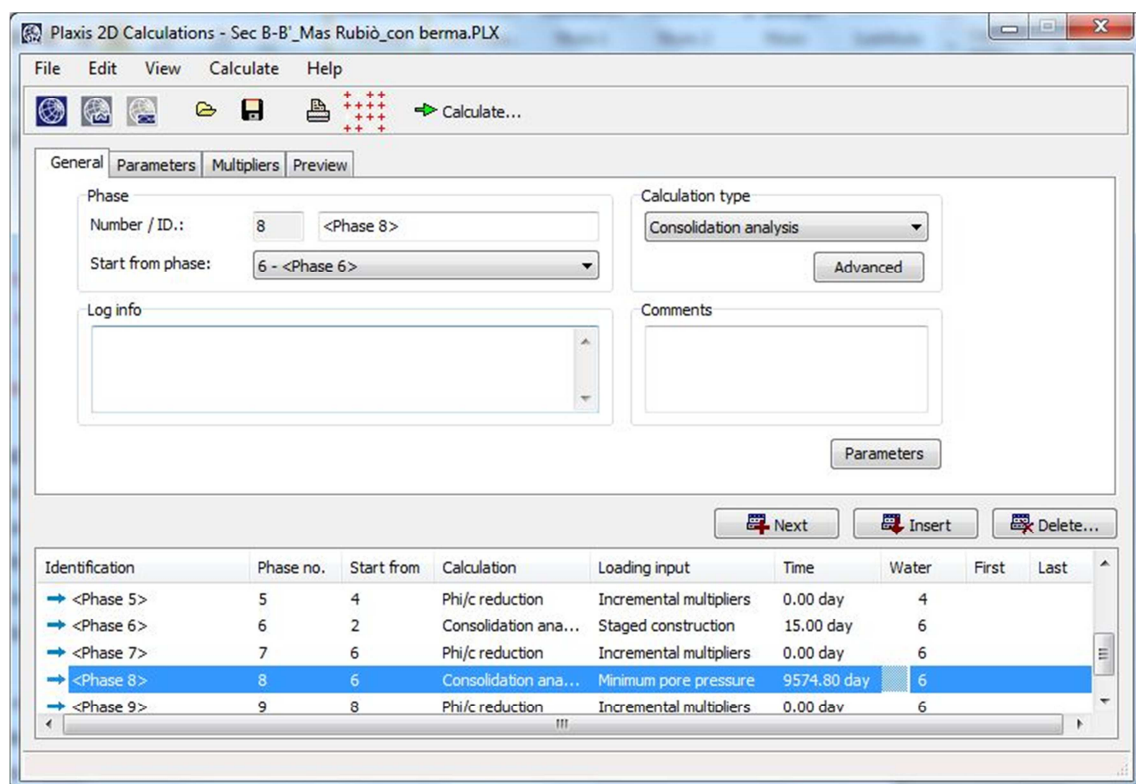 Plaxis 2D Calculations - Sec B-B'_Mas Rubiò_con berma.PLX
File Edit View Calculate Help
Calculate...
General Parameters Multipliers Preview
Phase
Number / ID.: 8 <Phase 8>
Start from phase: 6 - <Phase 6>
Calculation type
Consolidation analysis
Advanced
Log info
Comments
Parameters
Next Insert Delete...
Identification Phase no. Start from Calculation Loading input Time Water First Last
<Phase 5> 5 4 Phi/c reduction Incremental multipliers 0.00 day 4
<Phase 6> 6 2 Consolidation ana... Staged construction 15.00 day 6
<Phase 7> 7 6 Phi/c reduction Incremental multipliers 0.00 day 6
<Phase 8> 8 6 Consolidation ana... Minimum pore pressure 9574.80 day 6
<Phase 9> 9 8 Phi/c reduction Incremental multipliers 0.00 day 6